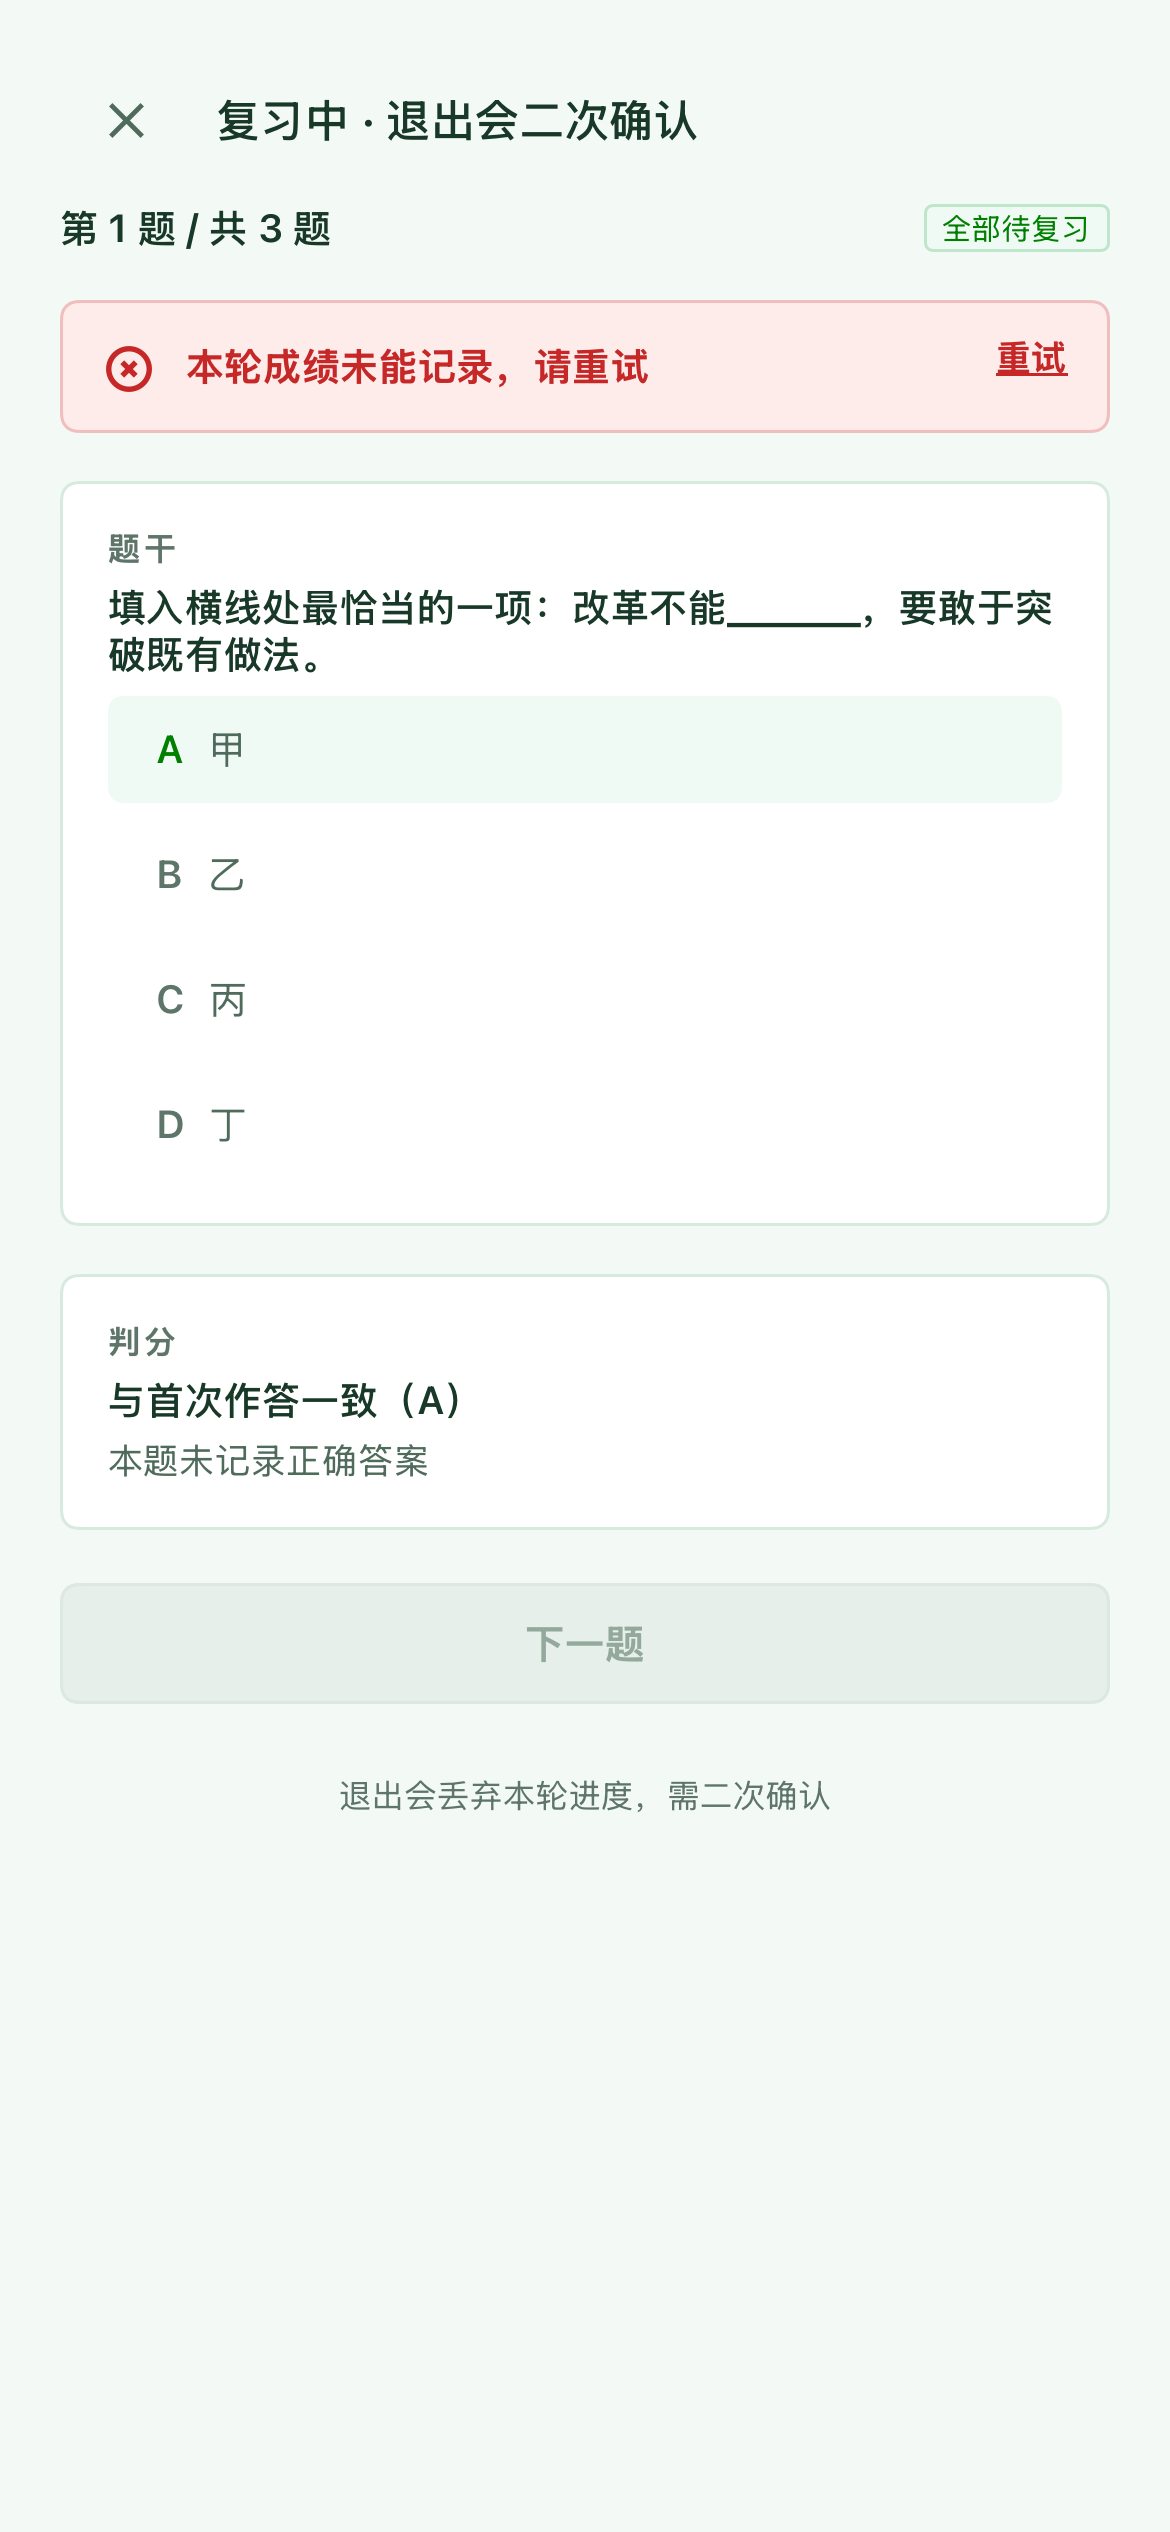 复习中 · 退出会二次确认
第 1 题 / 共 3 题
全部待复习
本轮成绩未能记录，请重试
重试
题干
填入横线处最恰当的一项：改革不能_______，要敢于突
破既有做法。
A 甲
B 乙
C 丙
D 丁
判分
与首次作答一致（A）
本题未记录正确答案
下一题
退出会丢弃本轮进度，需二次确认